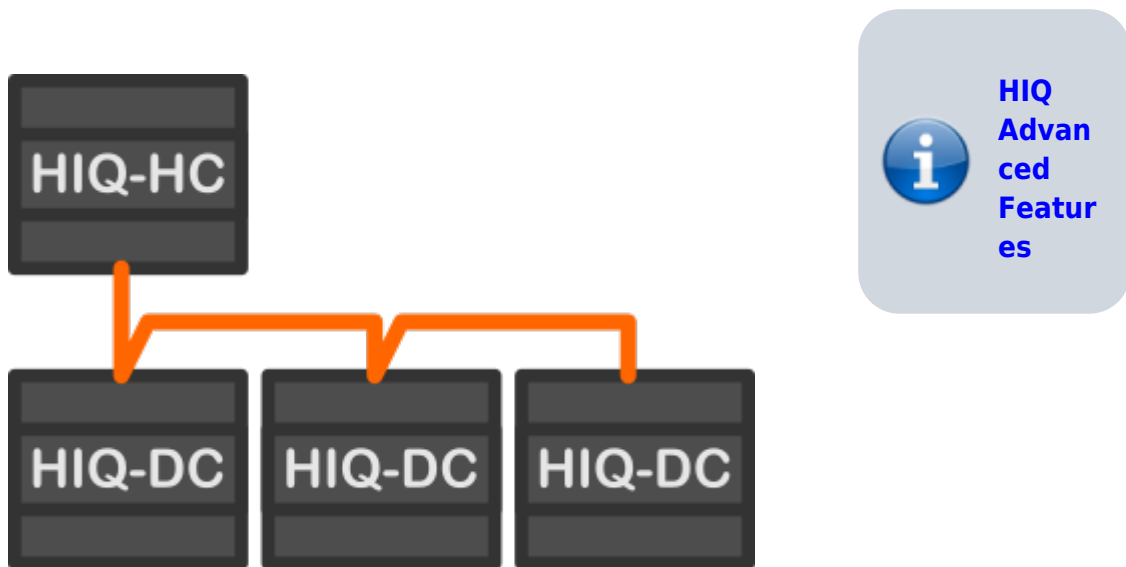 HIQ-HC
HIQ
Advan
ced
Featur
es
HIQ-DC HIQ-DC HIQ-DC